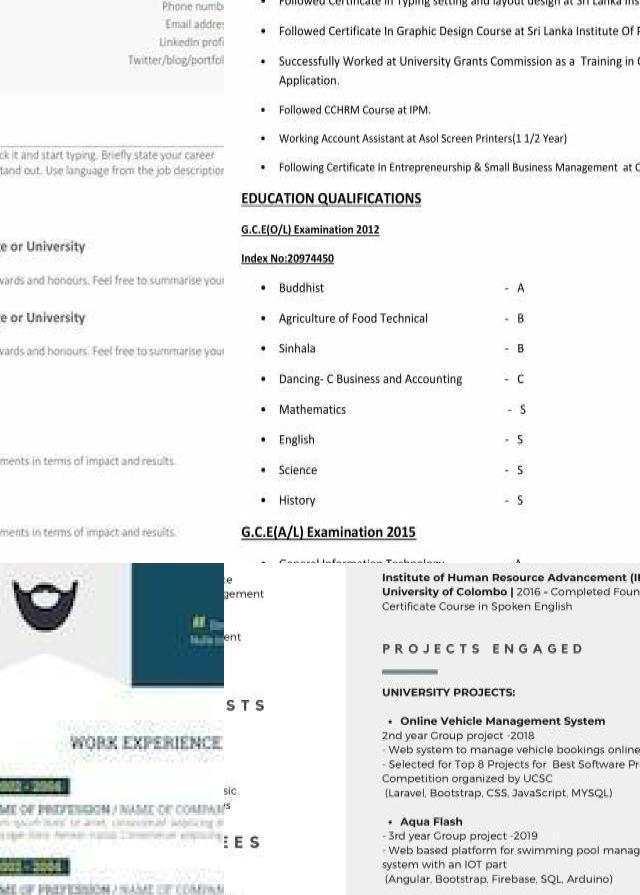 Phone numb
Email addre
LinkedIn profi
Twitter/blog/portfol
ck it and start typing. Briefly state your career
tand out. Use language from the job description
e or University
vards and honours. Feel free to summarise your
e or University
vards and honours. Feel free to summarise your
ments in terms of impact and results.
ments in terms of impact and results.
Followed Certificate in Typing setting and layout design at Sri Lanka Ins
• Followed Certificate In Graphic Design Course at Sri Lanka Institute Of P
• Successfully Worked at University Grants Commission as a Training in
Application.
• Followed CCHRM Course at IPM.
• Working Account Assistant at Asol Screen Printers(1 1/2 Year)
• Following Certificate In Entrepreneurship & Small Business Management at
EDUCATION QUALIFICATIONS
G.C.E(O/L) Examination 2012
Index No:20974450
• Buddhist - A
• Agriculture of Food Technical - B
• Sinhala - B
• Dancing- C Business and Accounting - C
• Mathematics - S
• English - S
• Science - S
• History - S
G.C.E(A/L) Examination 2015
General Information Technology A
WORK EXPERIENCE
NAME OF PROFESSION / NAME OF COMPAN
NAME OF PROFESSION / NAME OF COMPAN
e
gement
ent
STS
sic
s
EES
Institute of Human Resource Advancement (I
University of Colombo | 2016 - Completed Foun
Certificate Course in Spoken English
PROJECTS ENGAGED
UNIVERSITY PROJECTS:
• Online Vehicle Management System
2nd year Group project -2018
- Web system to manage vehicle bookings online
- Selected for Top 8 Projects for Best Software Pr
Competition organized by UCSC
(Laravel, Bootstrap, CSS, JavaScript, MYSQL)
• Aqua Flash
- 3rd year Group project -2019
- Web based platform for swimming pool manag
system with an IOT part
(Angular, Bootstrap, Firebase, SQL, Arduino)